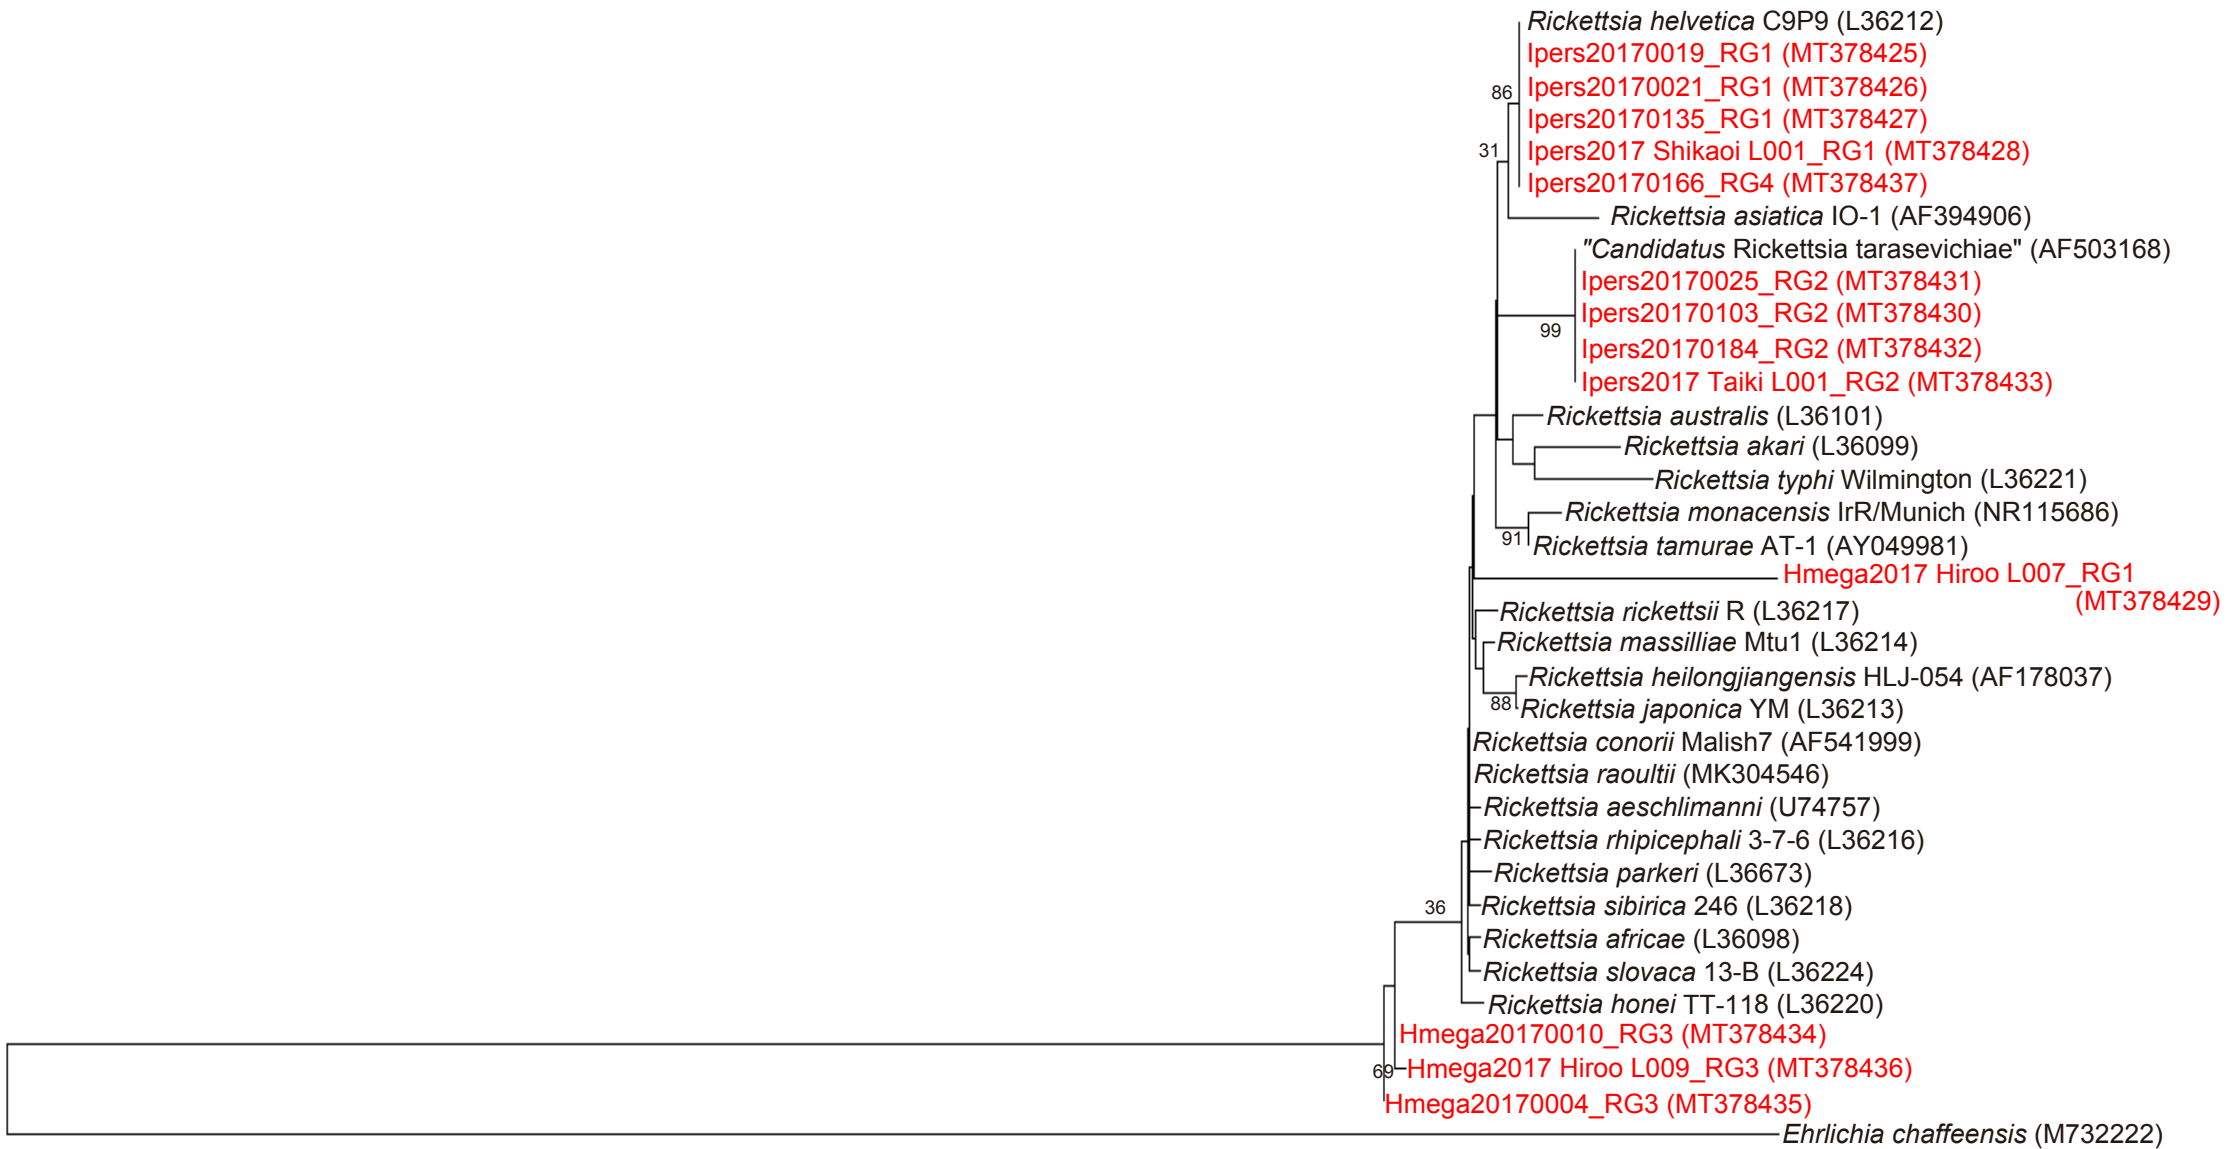 Rickettsia helvetica C9P9 (L36212)
Ipers20170019_RG1 (MT378425)
86
Ipers20170021_RG1 (MT378426)
Ipers20170135_RG1 (MT378427)
31
Ipers2017 Shikaoi L001_RG1 (MT378428)
Ipers20170166_RG4 (MT378437)
Rickettsia asiatica IO-1 (AF394906)
"Candidatus Rickettsia tarasevichiae" (AF503168)
Ipers20170025_RG2 (MT378431)
Ipers20170103_RG2 (MT378430)
99
Ipers20170184_RG2 (MT378432)
Ipers2017 Taiki L001_RG2 (MT378433)
Rickettsia australis (L36101)
Rickettsia akari (L36099)
Rickettsia typhi Wilmington (L36221)
Rickettsia monacensis IrR/Munich (NR115686)
91
Rickettsia tamurae AT-1 (AY049981)
Hmega2017 Hiroo L007_RG1
(MT378429)
Rickettsia rickettsii R (L36217)
Rickettsia massilliae Mtu1 (L36214)
Rickettsia heilongjiangensis HLJ-054 (AF178037)
88
Rickettsia japonica YM (L36213)
Rickettsia conorii Malish7 (AF541999)
Rickettsia raoultii (MK304546)
Rickettsia aeschlimanni (U74757)
Rickettsia rhipicephali 3-7-6 (L36216)
Rickettsia parkeri (L36673)
36
Rickettsia sibirica 246 (L36218)
Rickettsia africae (L36098)
Rickettsia slovaca 13-B (L36224)
Rickettsia honei TT-118 (L36220)
Hmega20170010_RG3 (MT378434)
69
Hmega2017 Hiroo L009_RG3 (MT378436)
Hmega20170004_RG3 (MT378435)
Ehrlichia chaffeensis (M732222)